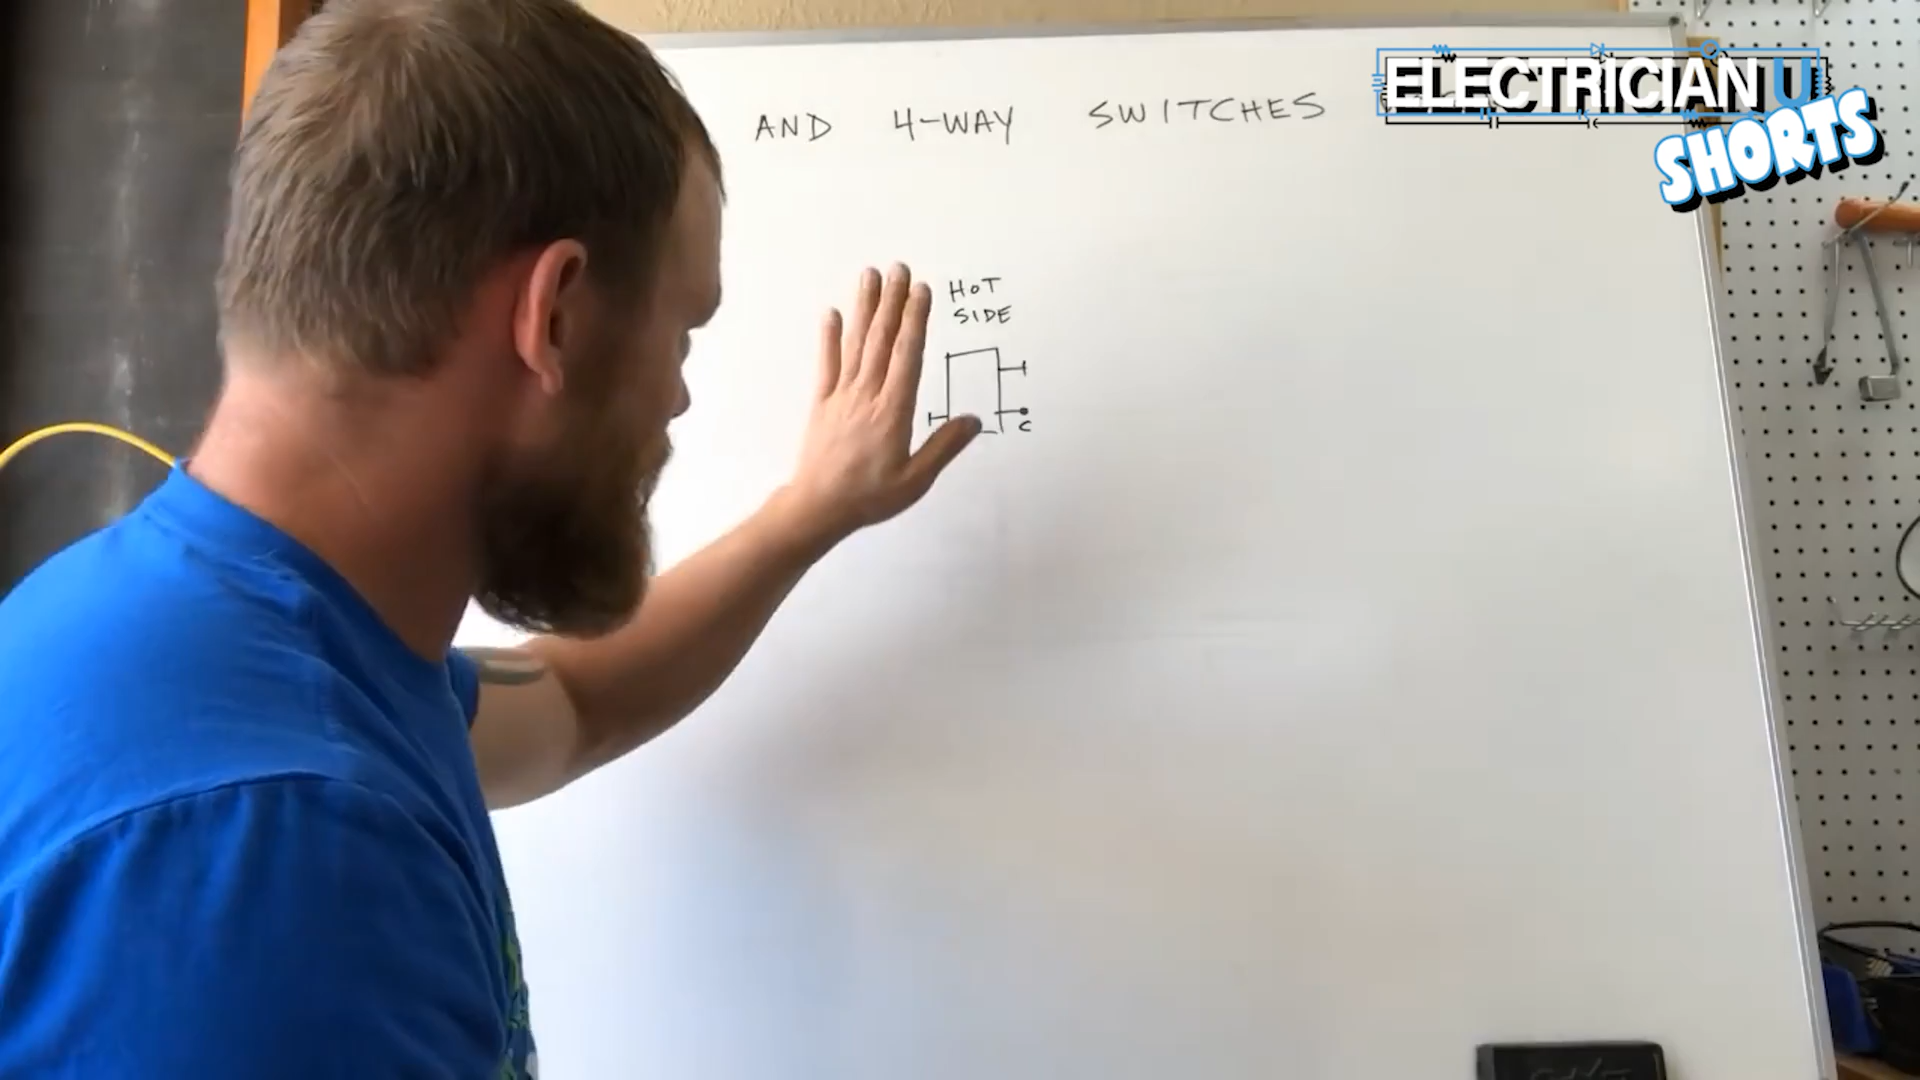 AND 4-WAY SWITCHES
ELECTRICIAN U
SHORTS
HOT
SIDE
C